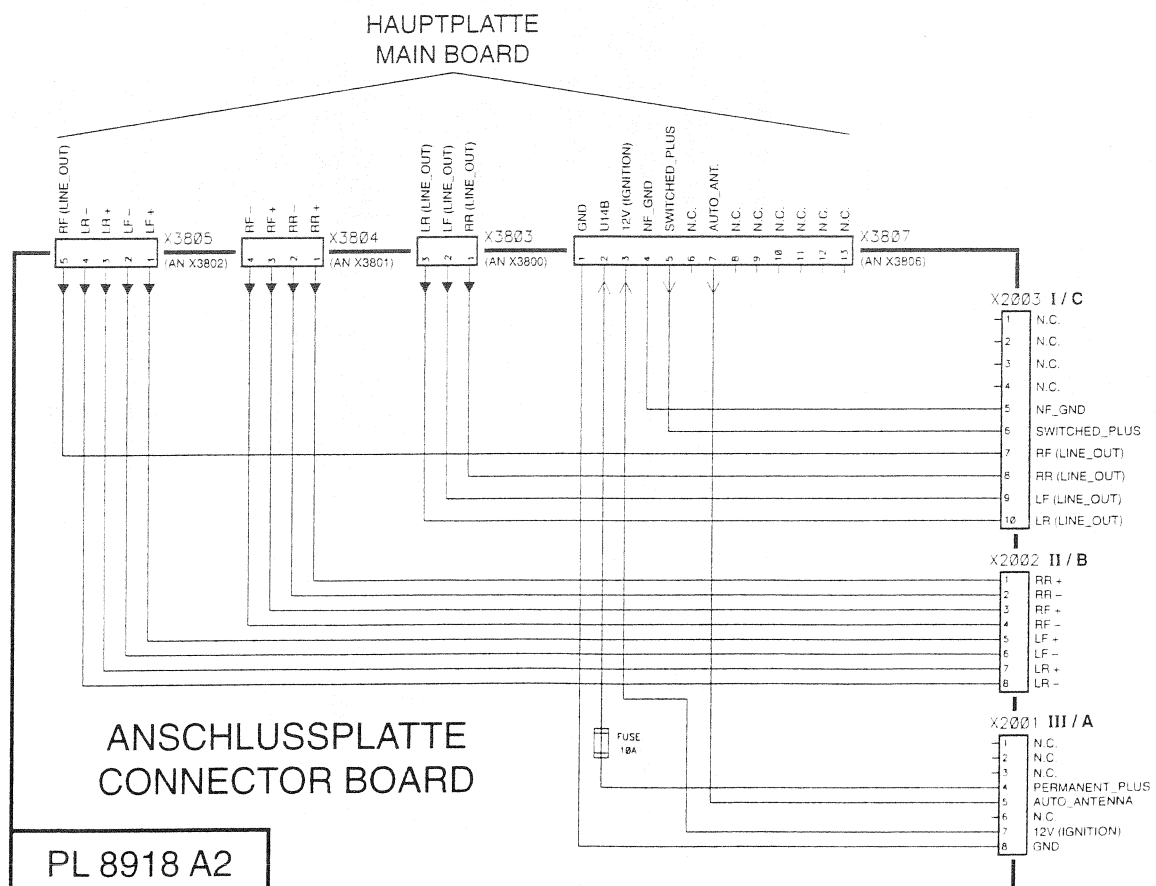 HAUPTPLATTE
MAIN BOARD
RF (LINE_OUT)
LR -
LR +
LF -
LF +
5 4 3 2 1
X3805
(AN X3802)
RF -
RF +
RR -
RR +
4 3 2 1
X3804
(AN X3801)
LR (LINE_OUT)
LF (LINE_OUT)
RR (LINE_OUT)
3 2 1
X3803
(AN X3800)
GND
U14B
12V (IGNITION)
NF_GND
SWITCHED_PLUS
N.C.
AUTO_ANT.
N.C.
N.C.
N.C.
N.C.
N.C.
N.C.
1 2 3 4 5 6 7 8 9 10 11 12 13
X3807
(AN X3806)
X2003 I / C
1 N.C.
2 N.C.
3 N.C.
4 N.C.
5 NF_GND
6 SWITCHED_PLUS
7 RF (LINE_OUT)
8 RR (LINE_OUT)
9 LF (LINE_OUT)
10 LR (LINE_OUT)
X2002 II / B
1 RR +
2 RR -
3 RF +
4 RF -
5 LF +
6 LF -
7 LR +
8 LR -
X2001 III / A
1 N.C.
2 N.C.
3 N.C.
4 PERMANENT_PLUS
5 AUTO_ANTENNA
6 N.C
7 12V (IGNITION)
8 GND
FUSE
10A
ANSCHLUSSPLATTE
CONNECTOR BOARD
PL 8918 A2